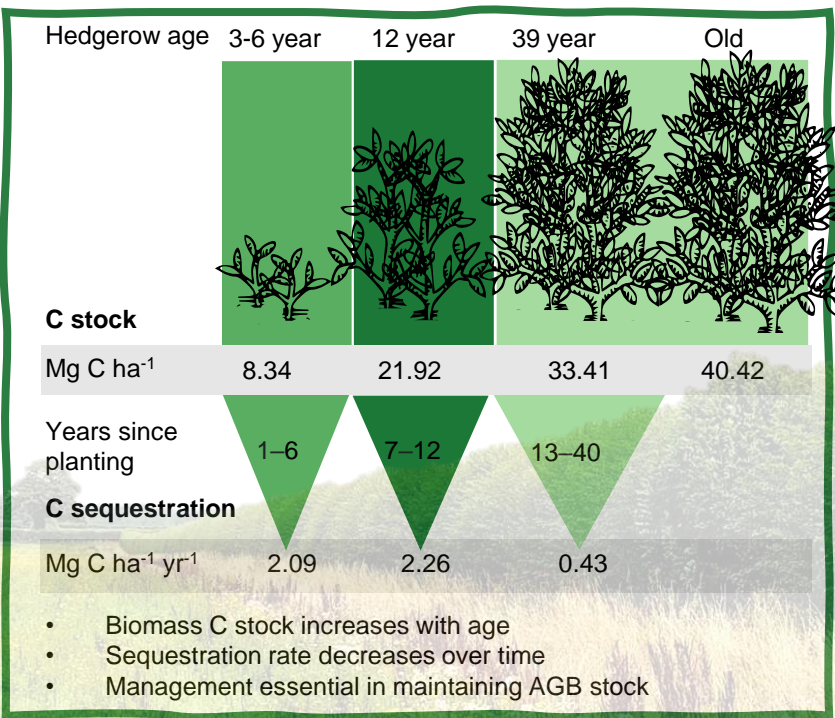 Hedgerow age 3-6 year 12 year 39 year Old
C stock
Mg C ha⁻¹ 8.34 21.92 33.41 40.42
Years since
planting 1–6 7–12 13–40
C sequestration
Mg C ha⁻¹ yr⁻¹ 2.09 2.26 0.43
• Biomass C stock increases with age
• Sequestration rate decreases over time
• Management essential in maintaining AGB stock